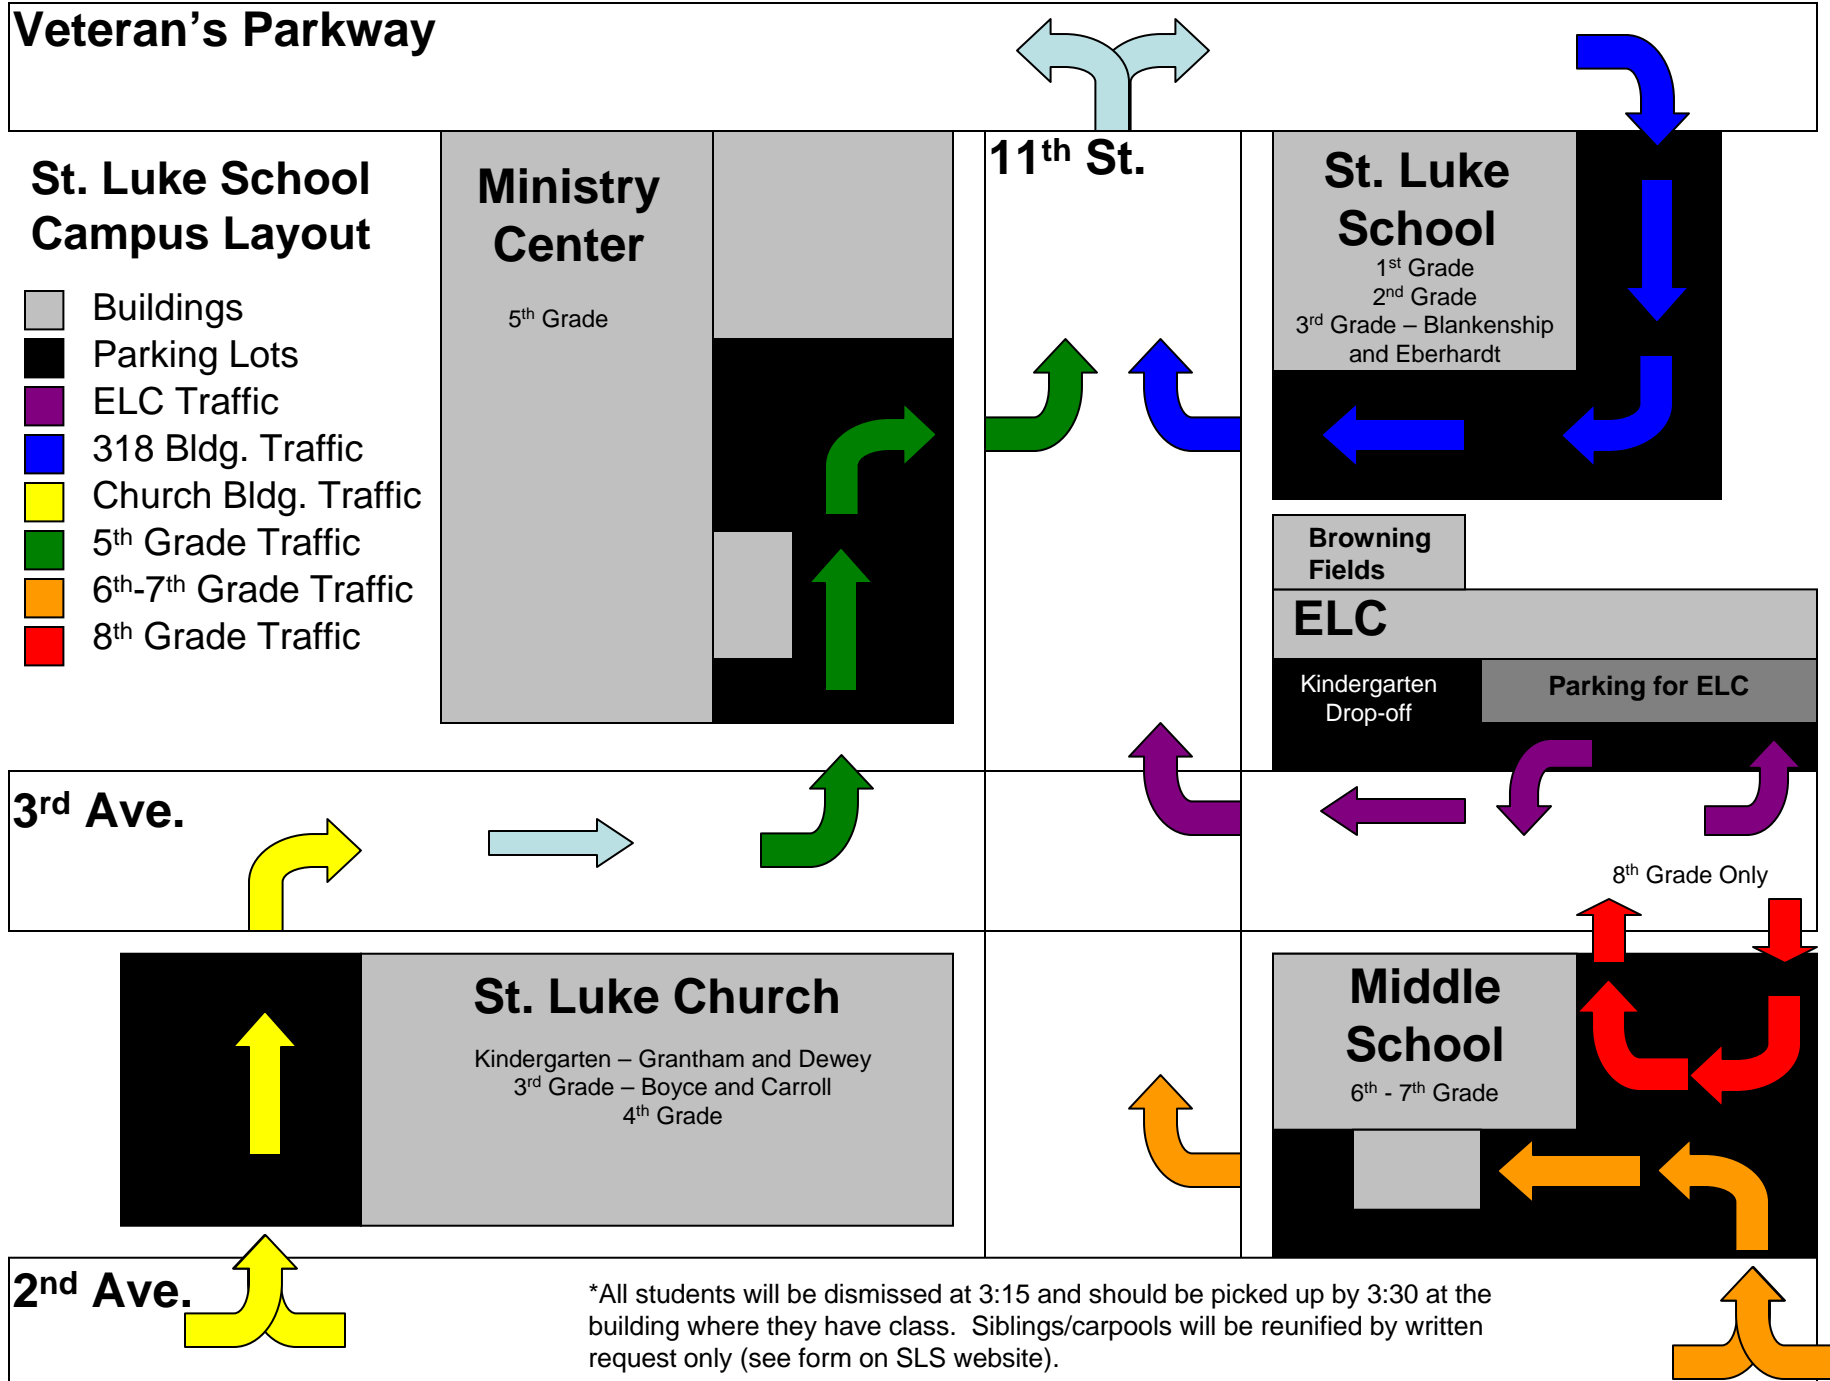 Veteran's Parkway
St. Luke School
Campus Layout
Buildings
Parking Lots
ELC Traffic
318 Bldg. Traffic
Church Bldg. Traffic
5th Grade Traffic
6th-7th Grade Traffic
8th Grade Traffic
Ministry
Center
5th Grade
11th St.
St. Luke
School
1st Grade
2nd Grade
3rd Grade – Blankenship
and Eberhardt
Browning
Fields
ELC
Kindergarten
Drop-off
Parking for ELC
3rd Ave.
8th Grade Only
St. Luke Church
Kindergarten – Grantham and Dewey
3rd Grade – Boyce and Carroll
4th Grade
Middle
School
6th - 7th Grade
2nd Ave.
*All students will be dismissed at 3:15 and should be picked up by 3:30 at the
building where they have class.  Siblings/carpools will be reunified by written
request only (see form on SLS website).